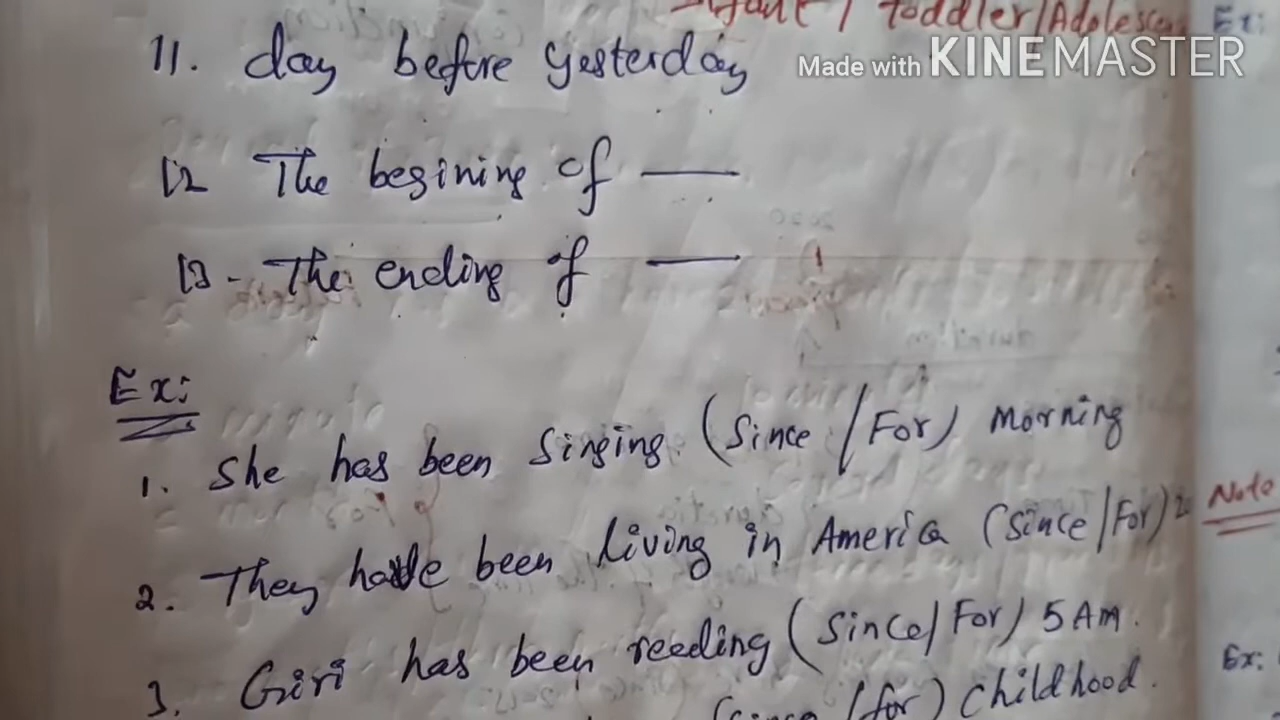 toddler/Adolescen
Ex:
Made with KINEMASTER
11. day before yesterday
12 The begining of —
13 - The ending of —
Ex:
1. She has been Singing. (Since / For) Morning
2. They have been living in America (Since/For) 2
Note
3. Giri has been reading (Since/For) 5 Am.
Ex:
(Since / for) Childhood.